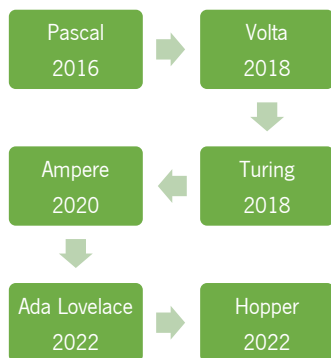 Pascal
2016
Volta
2018
Turing
2018
Ampere
2020
Ada Lovelace
2022
Hopper
2022